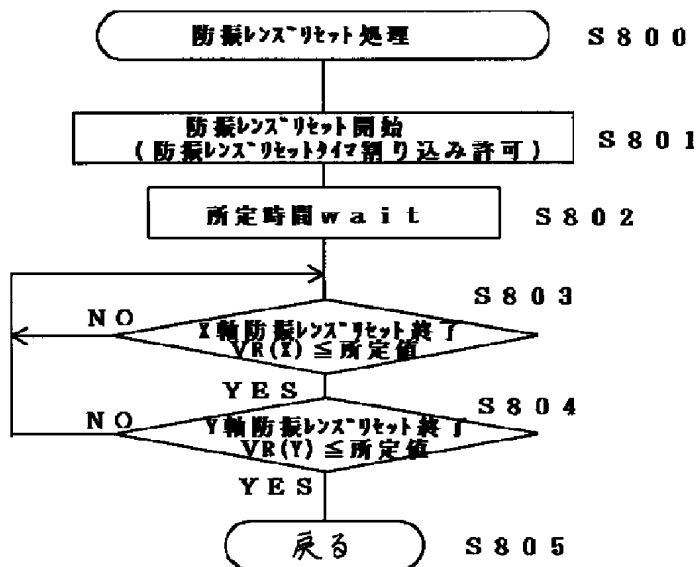 防振ﾚﾝｽﾞﾘｾｯﾄ処理
S800
防振ﾚﾝｽﾞﾘｾｯﾄ開始
(防振ﾚﾝｽﾞﾘｾｯﾄﾀｲﾏ割り込み許可)
S801
所定時間wait
S802
S803
NO
X軸防振ﾚﾝｽﾞﾘｾｯﾄ終了
VR(X)≦所定値
YES
S804
NO
Y軸防振ﾚﾝｽﾞﾘｾｯﾄ終了
VR(Y)≦所定値
YES
戻る
S805